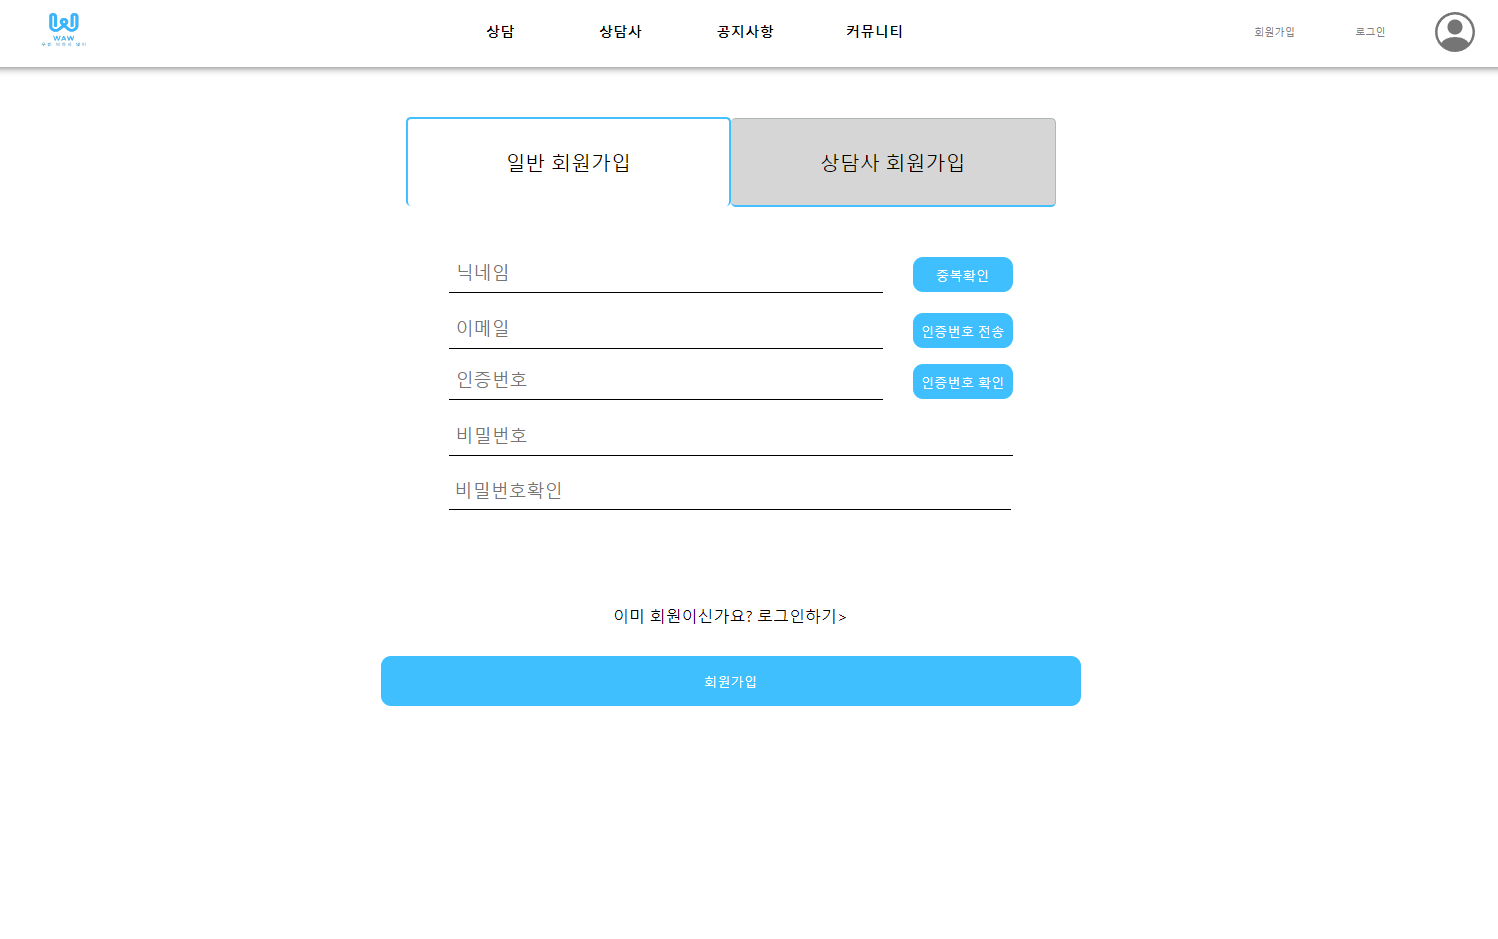 WAW
상담
상담사
공지사항
커뮤니티
회원가입
로그인
일반 회원가입
상담사 회원가입
닉네임
중복확인
이메일
인증번호 전송
인증번호
인증번호 확인
비밀번호
비밀번호확인
이미 회원이신가요? 로그인하기>
회원가입